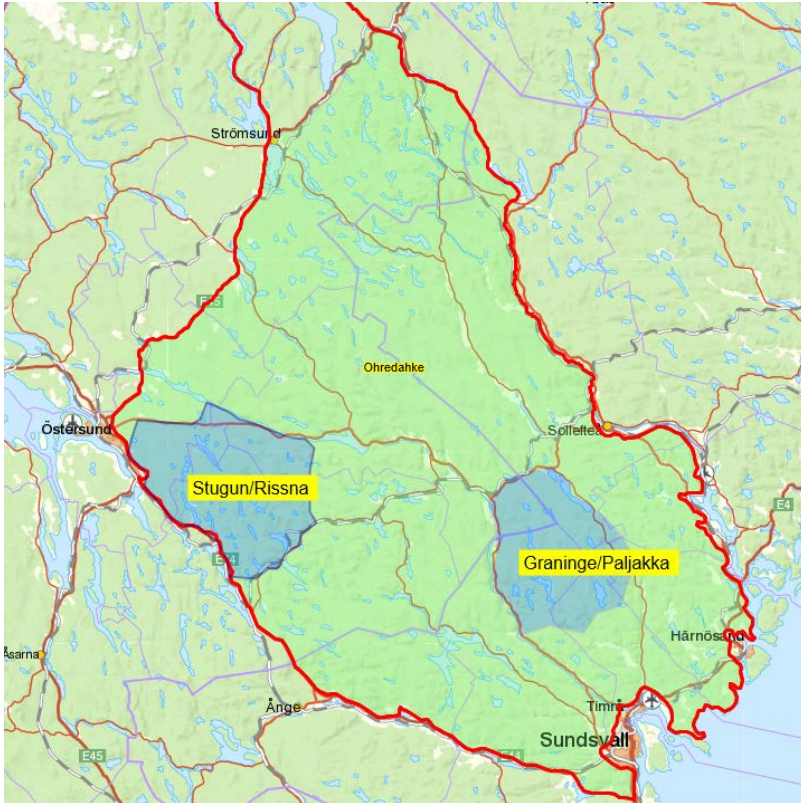 Strömsund
E45
Ohredahke
Östersund
Sollefteå
Stugun/Rissna
E4
E14
Graninge/Paljakka
Härnösand
Åsarna
Ånge
Timrå
Sundsvall
E45
E14